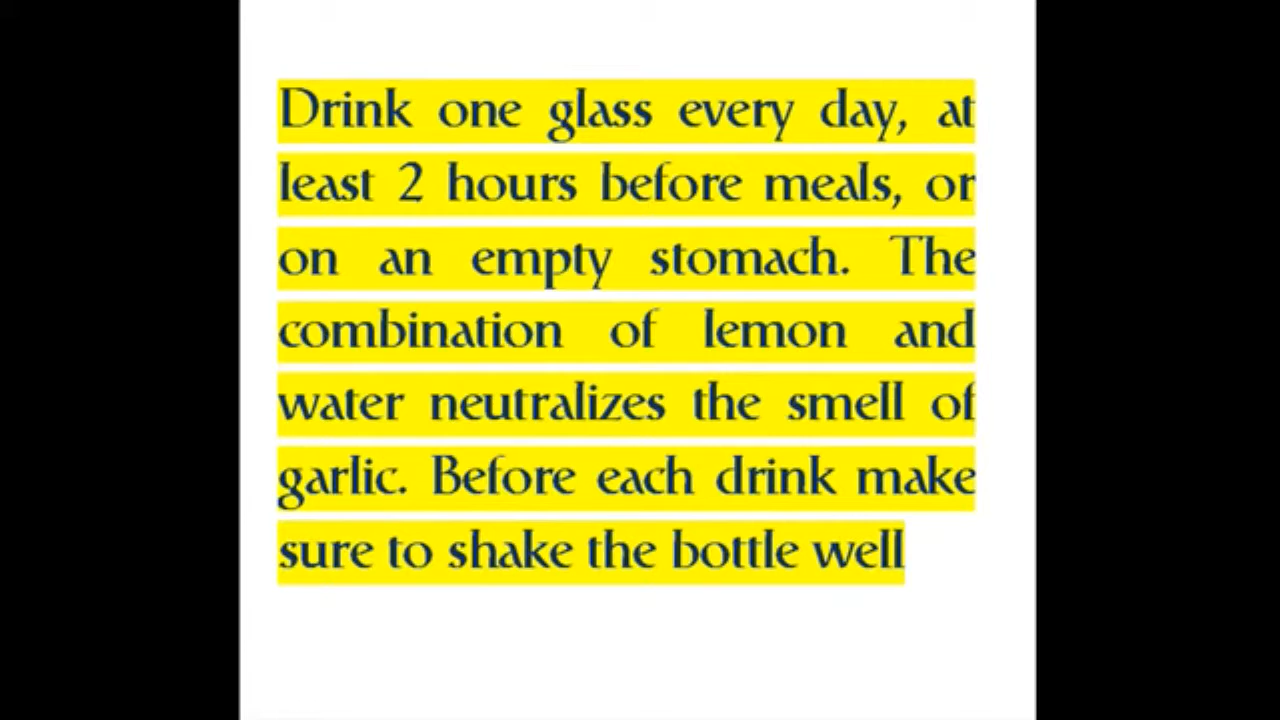 Drink one glass every day, at
least 2 hours before meals, or
on an empty stomach. The
combination of lemon and
water neutralizes the smell of
garlic. Before each drink make
sure to shake the bottle well